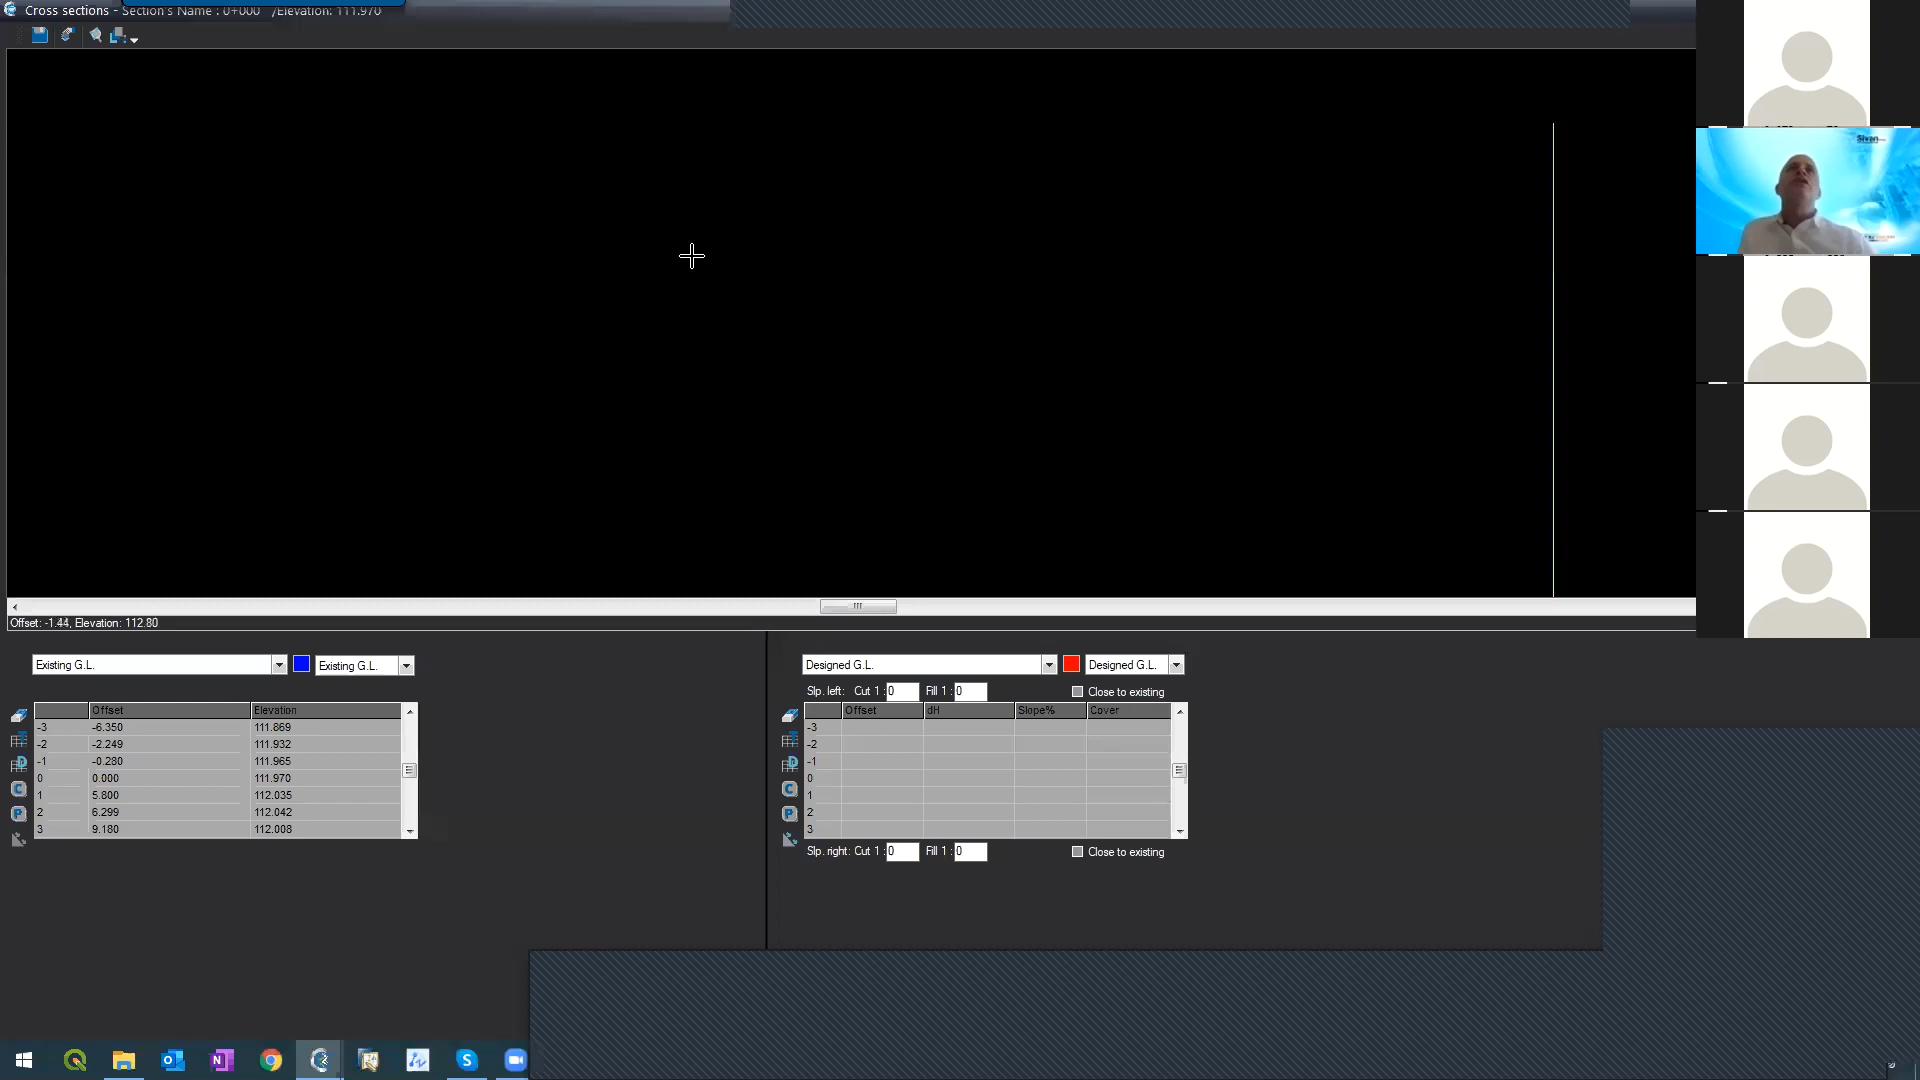 Cross sections - Section's Name : 0+000 /Elevation: 111.970
Sivan
Offset: -1.44, Elevation: 112.80
Existing G.L. Existing G.L.
Offset Elevation
-3 -6.350 111.869
-2 -2.249 111.932
-1 -0.280 111.965
0 0.000 111.970
1 5.800 112.035
2 6.299 112.042
3 9.180 112.008
Designed G.L. Designed G.L.
Slp. left: Cut 1 : 0 Fill 1 : 0 Close to existing
Offset dH Slope% Cover
-3
-2
-1
0
1
2
3
Slp. right: Cut 1 : 0 Fill 1 : 0 Close to existing